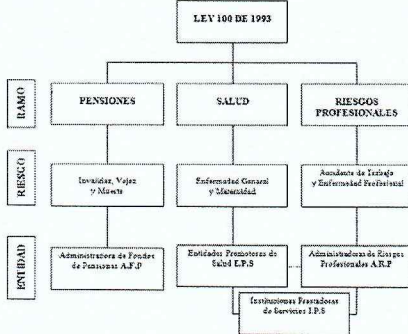 LEY 100 DE 1993
RAMO
PENSIONES
SALUD
RIESGOS
PROFESIONALES
RIESGO
Invalidez, Vejez
y Muerte
Enfermedad General
y Maternidad
Accidente de Trabajo
y Enfermedad Profesional
ENTIDAD
Administradora de Fondos
de Pensiones A.F.P
Entidades Promotoras de
Salud E.P.S
Administradoras de Riesgos
Profesionales A.R.P
Instituciones Prestadoras
de Servicios I.P.S